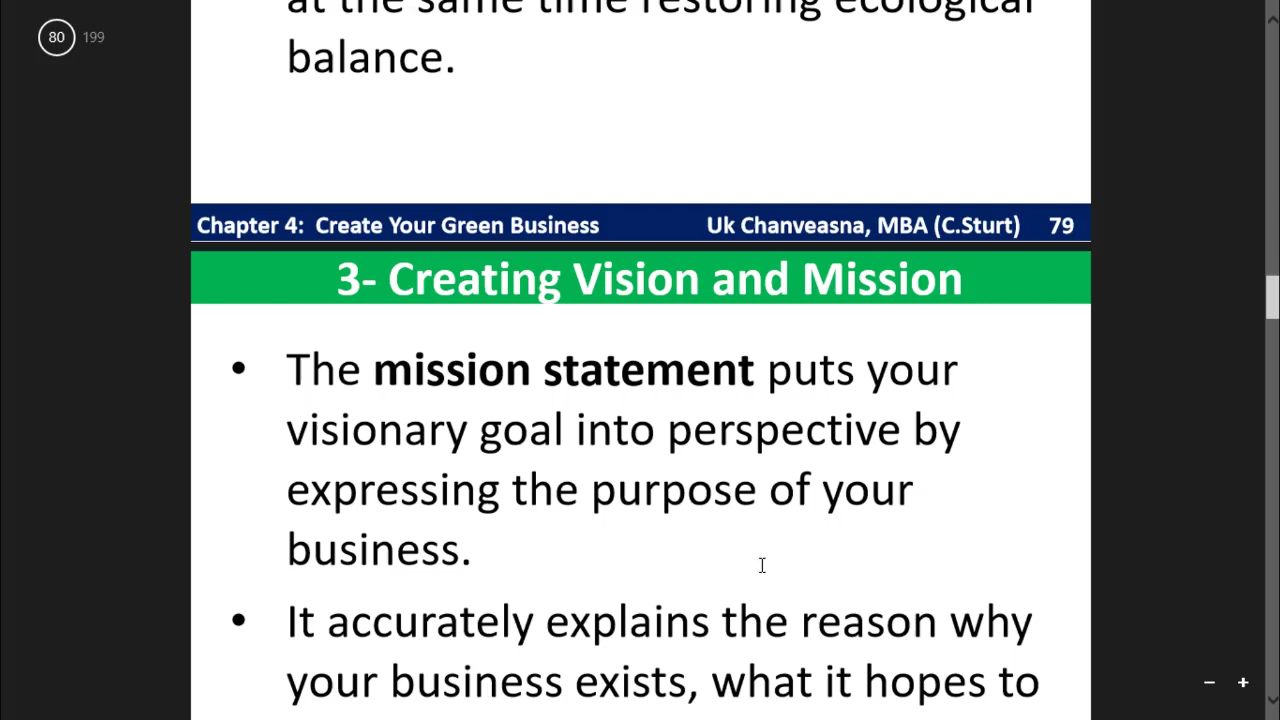 80 199
at the same time restoring ecological
balance.
Chapter 4: Create Your Green Business Uk Chanveasna, MBA (C.Sturt) 79
3- Creating Vision and Mission
• The mission statement puts your
visionary goal into perspective by
expressing the purpose of your
business.
• It accurately explains the reason why
your business exists, what it hopes to